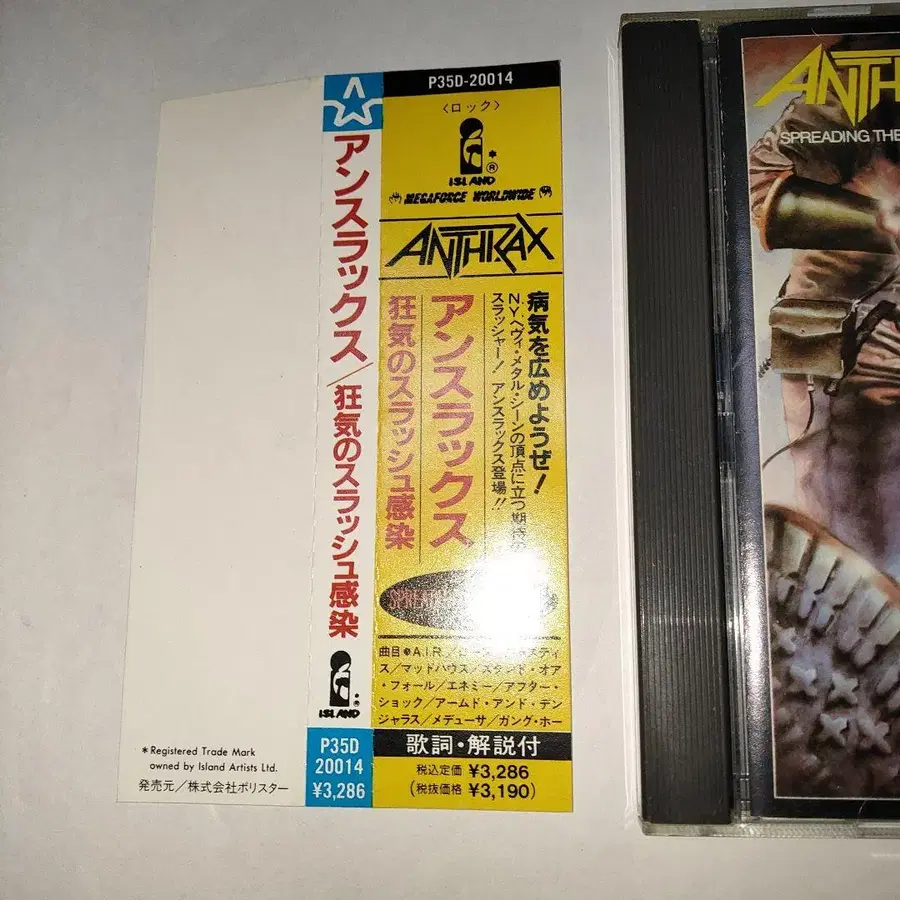 P35D-20014
〈ロック〉
*
®
ISLAND
MEGAFORCE WORLDWIDE
ANTHRAX
病気を広めようぜ!
N.Y.ヘヴィ・メタル・シーンの頂点に立つ期待の
スラッシャー! アンスラックス登場!!
アンスラックス
狂気のスラッシュ感染
曲目●A.I.R./
/マッドハウス/スタンド・オア
・フォール/エネミー/アフター・
ショック/アームド・アンド・デン
ジャラス/メデューサ/ガング・ホー
歌詞・解説付
税込定価 ¥3,286
(税抜価格 ¥3,190)
アンスラックス/狂気のスラッシュ感染
®
ISLAND
P35D
20014
¥3,286
*Registered Trade Mark
owned by Island Artists Ltd.
発売元/株式会社ポリスター
SPREADING THE